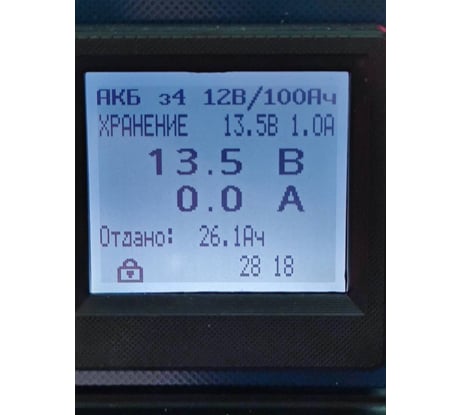 АКБ з4 12В/100Ач
ХРАНЕНИЕ 13.5В 1.0А
13.5 В
0.0 А
Отдано: 26.1Ач
28 18